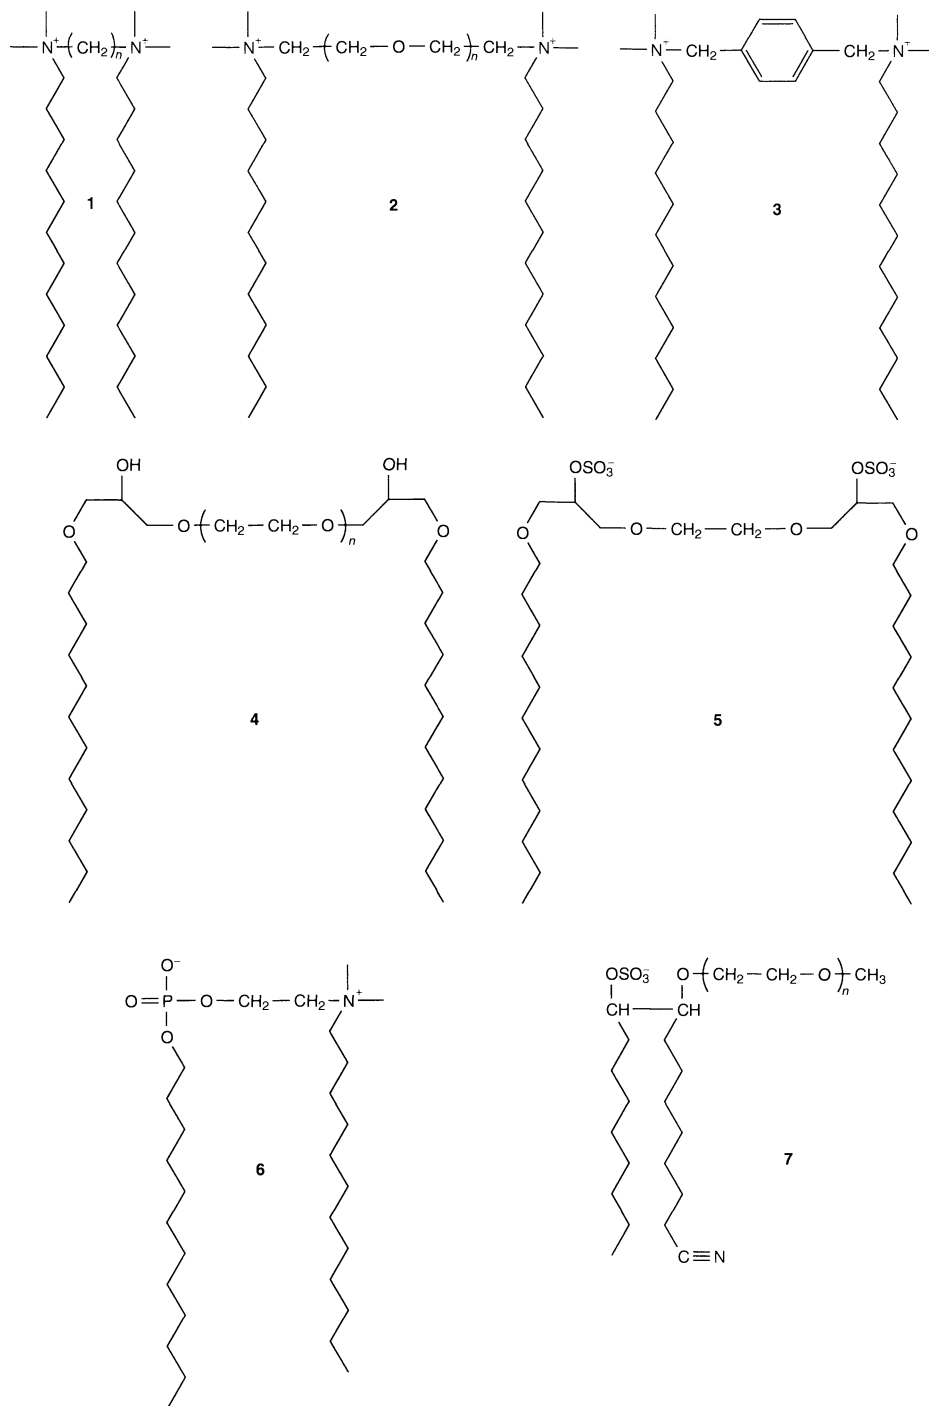 N⁺ (CH₂)ₙ N⁺
N⁺ CH₂ (CH₂ O CH₂)ₙ CH₂ N⁺
N⁺ CH₂ CH₂ N⁺
1
2
3
OH OH
O O (CH₂ CH₂ O)ₙ O
4
OSO₃⁻ OSO₃⁻
O O CH₂ CH₂ O O
5
O⁻
O=P O CH₂ CH₂ N⁺
O
6
OSO₃⁻ O (CH₂ CH₂ O)ₙ CH₃
CH CH
7
C≡N